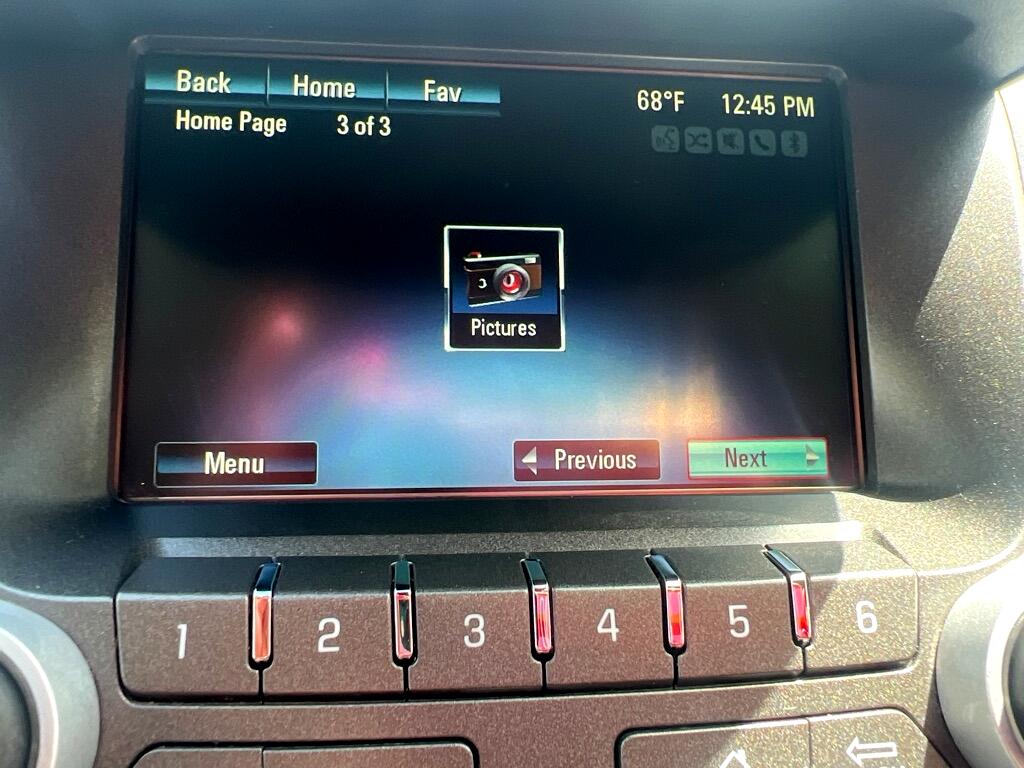 Back Home Fav 68°F 12:45 PM
Home Page 3 of 3
Pictures
Menu Previous Next
1 2 3 4 5 6